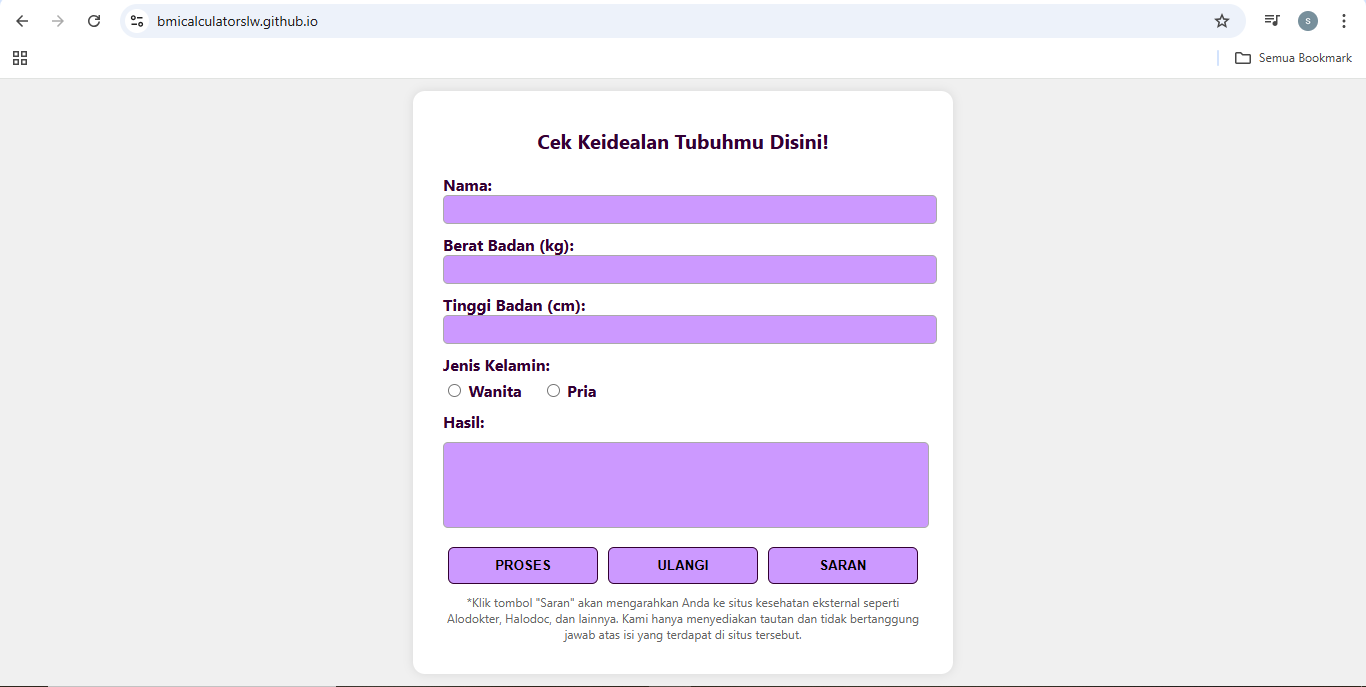 bmicalculatorslw.github.io
S
Semua Bookmark
Cek Keidealan Tubuhmu Disini!
Nama:
Berat Badan (kg):
Tinggi Badan (cm):
Jenis Kelamin:
Wanita Pria
Hasil:
PROSES ULANGI SARAN
*Klik tombol "Saran" akan mengarahkan Anda ke situs kesehatan eksternal seperti
Alodokter, Halodoc, dan lainnya. Kami hanya menyediakan tautan dan tidak bertanggung
jawab atas isi yang terdapat di situs tersebut.